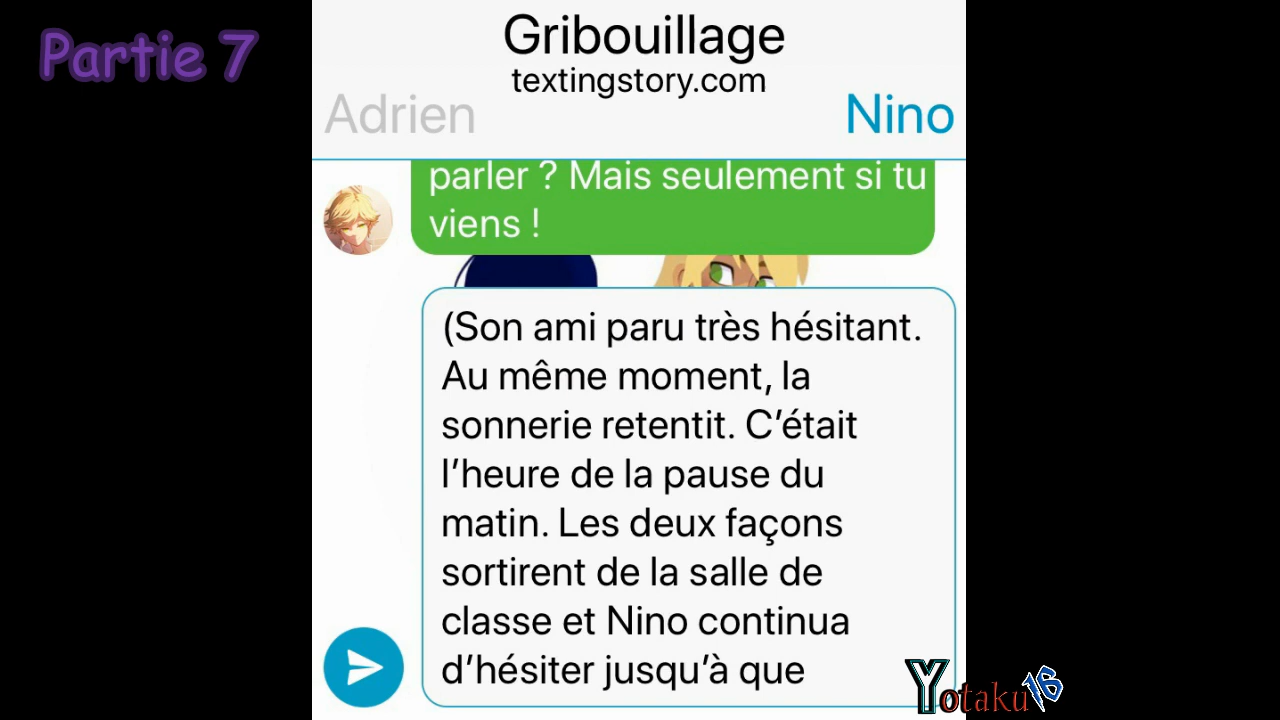 Partie 7
Gribouillage
textingstory.com
Adrien
Nino
parler ? Mais seulement si tu
viens !
(Son ami paru très hésitant.
Au même moment, la
sonnerie retentit. C’était
l’heure de la pause du
matin. Les deux façons
sortirent de la salle de
classe et Nino continua
d’hésiter jusqu’à que
Yotaku16